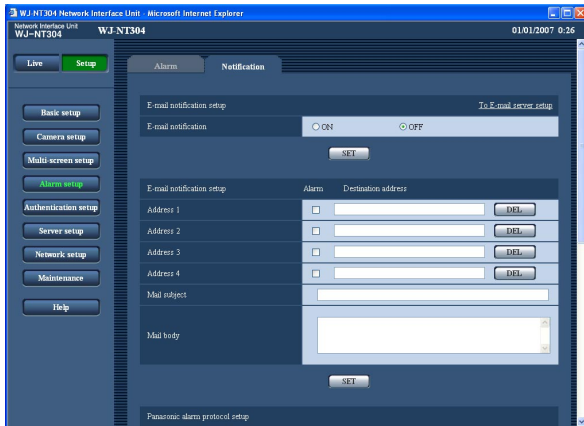 WJ-NT304 Network Interface Unit - Microsoft Internet Explorer
Network Interface Unit
WJ-NT304
WJ-NT304
01/01/2007 0:26
Live
Setup
Basic setup
Camera setup
Multi-screen setup
Alarm setup
Authentication setup
Server setup
Network setup
Maintenance
Help
Alarm
Notification
E-mail notification setup
To E-mail server setup
E-mail notification
ON
OFF
SET
E-mail notification setup
Alarm
Destination address
Address 1
DEL
Address 2
DEL
Address 3
DEL
Address 4
DEL
Mail subject
Mail body
SET
Panasonic alarm protocol setup